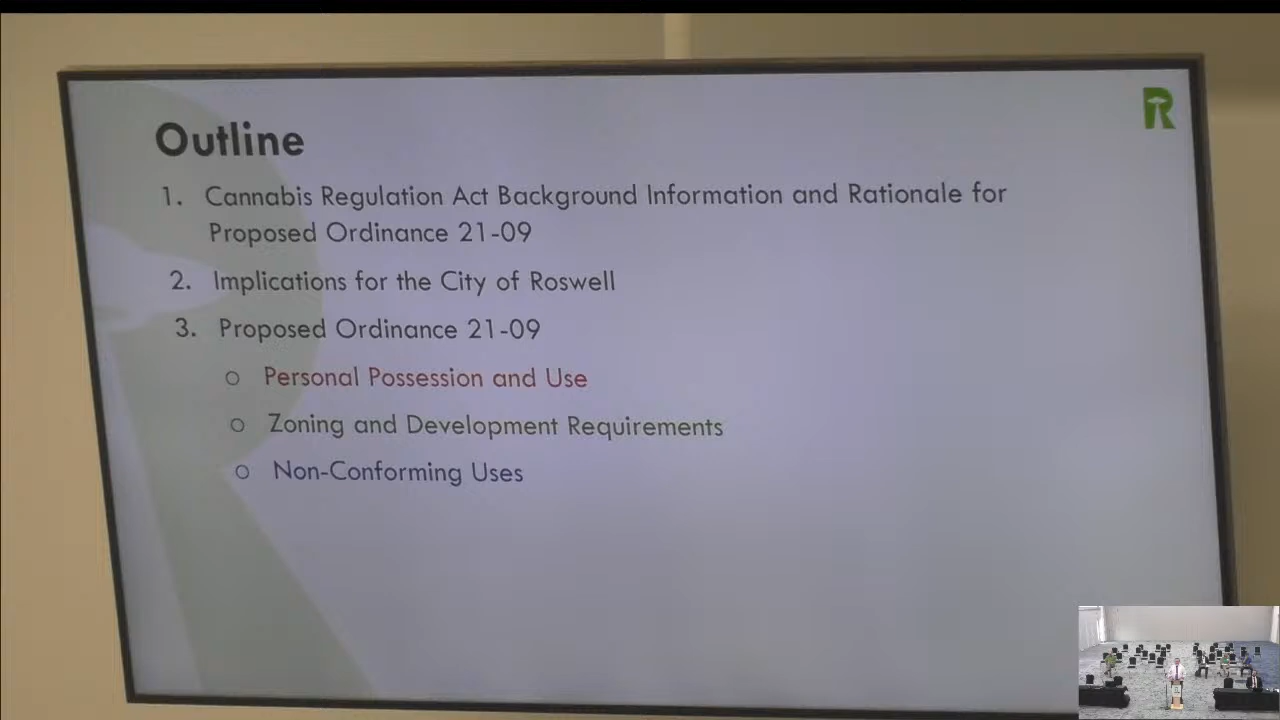 R
Outline
1. Cannabis Regulation Act Background Information and Rationale for
Proposed Ordinance 21-09
2. Implications for the City of Roswell
3. Proposed Ordinance 21-09
○ Personal Possession and Use
○ Zoning and Development Requirements
○ Non-Conforming Uses